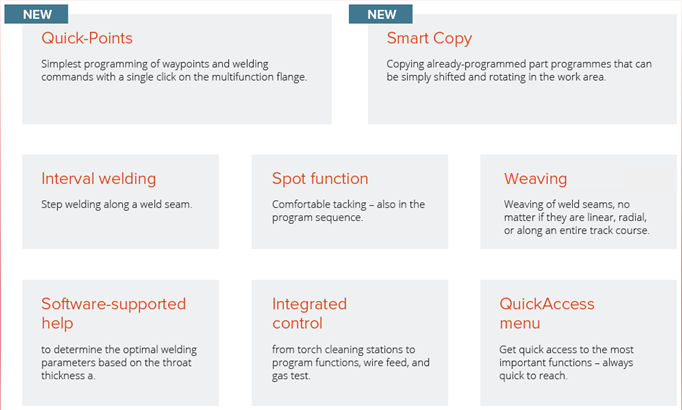 NEW
Quick-Points
Simplest programming of waypoints and welding
commands with a single click on the multifunction flange.
NEW
Smart Copy
Copying already-programmed part programmes that can
be simply shifted and rotating in the work area.
Interval welding
Step welding along a weld seam.
Spot function
Comfortable tacking – also in the
program sequence.
Weaving
Weaving of weld seams, no
matter if they are linear, radial,
or along an entire track course.
Software-supported
help
to determine the optimal welding
parameters based on the throat
thickness a.
Integrated
control
from torch cleaning stations to
program functions, wire feed, and
gas test.
QuickAccess
menu
Get quick access to the most
important functions – always
quick to reach.